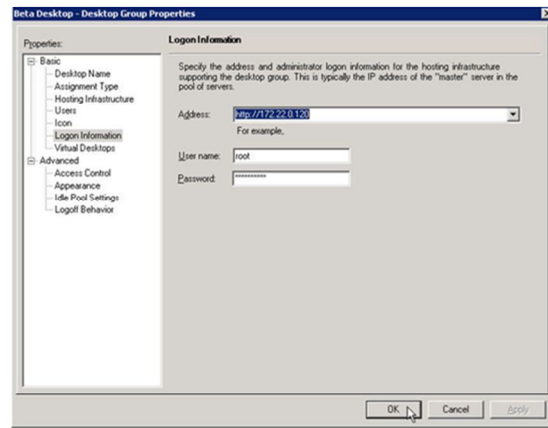 Beta Desktop - Desktop Group Properties
Properties:
Basic
Desktop Name
Assignment Type
Hosting Infrastructure
Users
Icon
Logon Information
Virtual Desktops
Advanced
Access Control
Appearance
Idle Pool Settings
Logoff Behavior
Logon Information
Specify the address and administrator logon information for the hosting infrastructure
supporting the desktop group. This is typically the IP address of the "master" server in the
pool of servers.
Address: http://172.22.0.120
For example,
User name: root
Password: **********
OK Cancel Apply